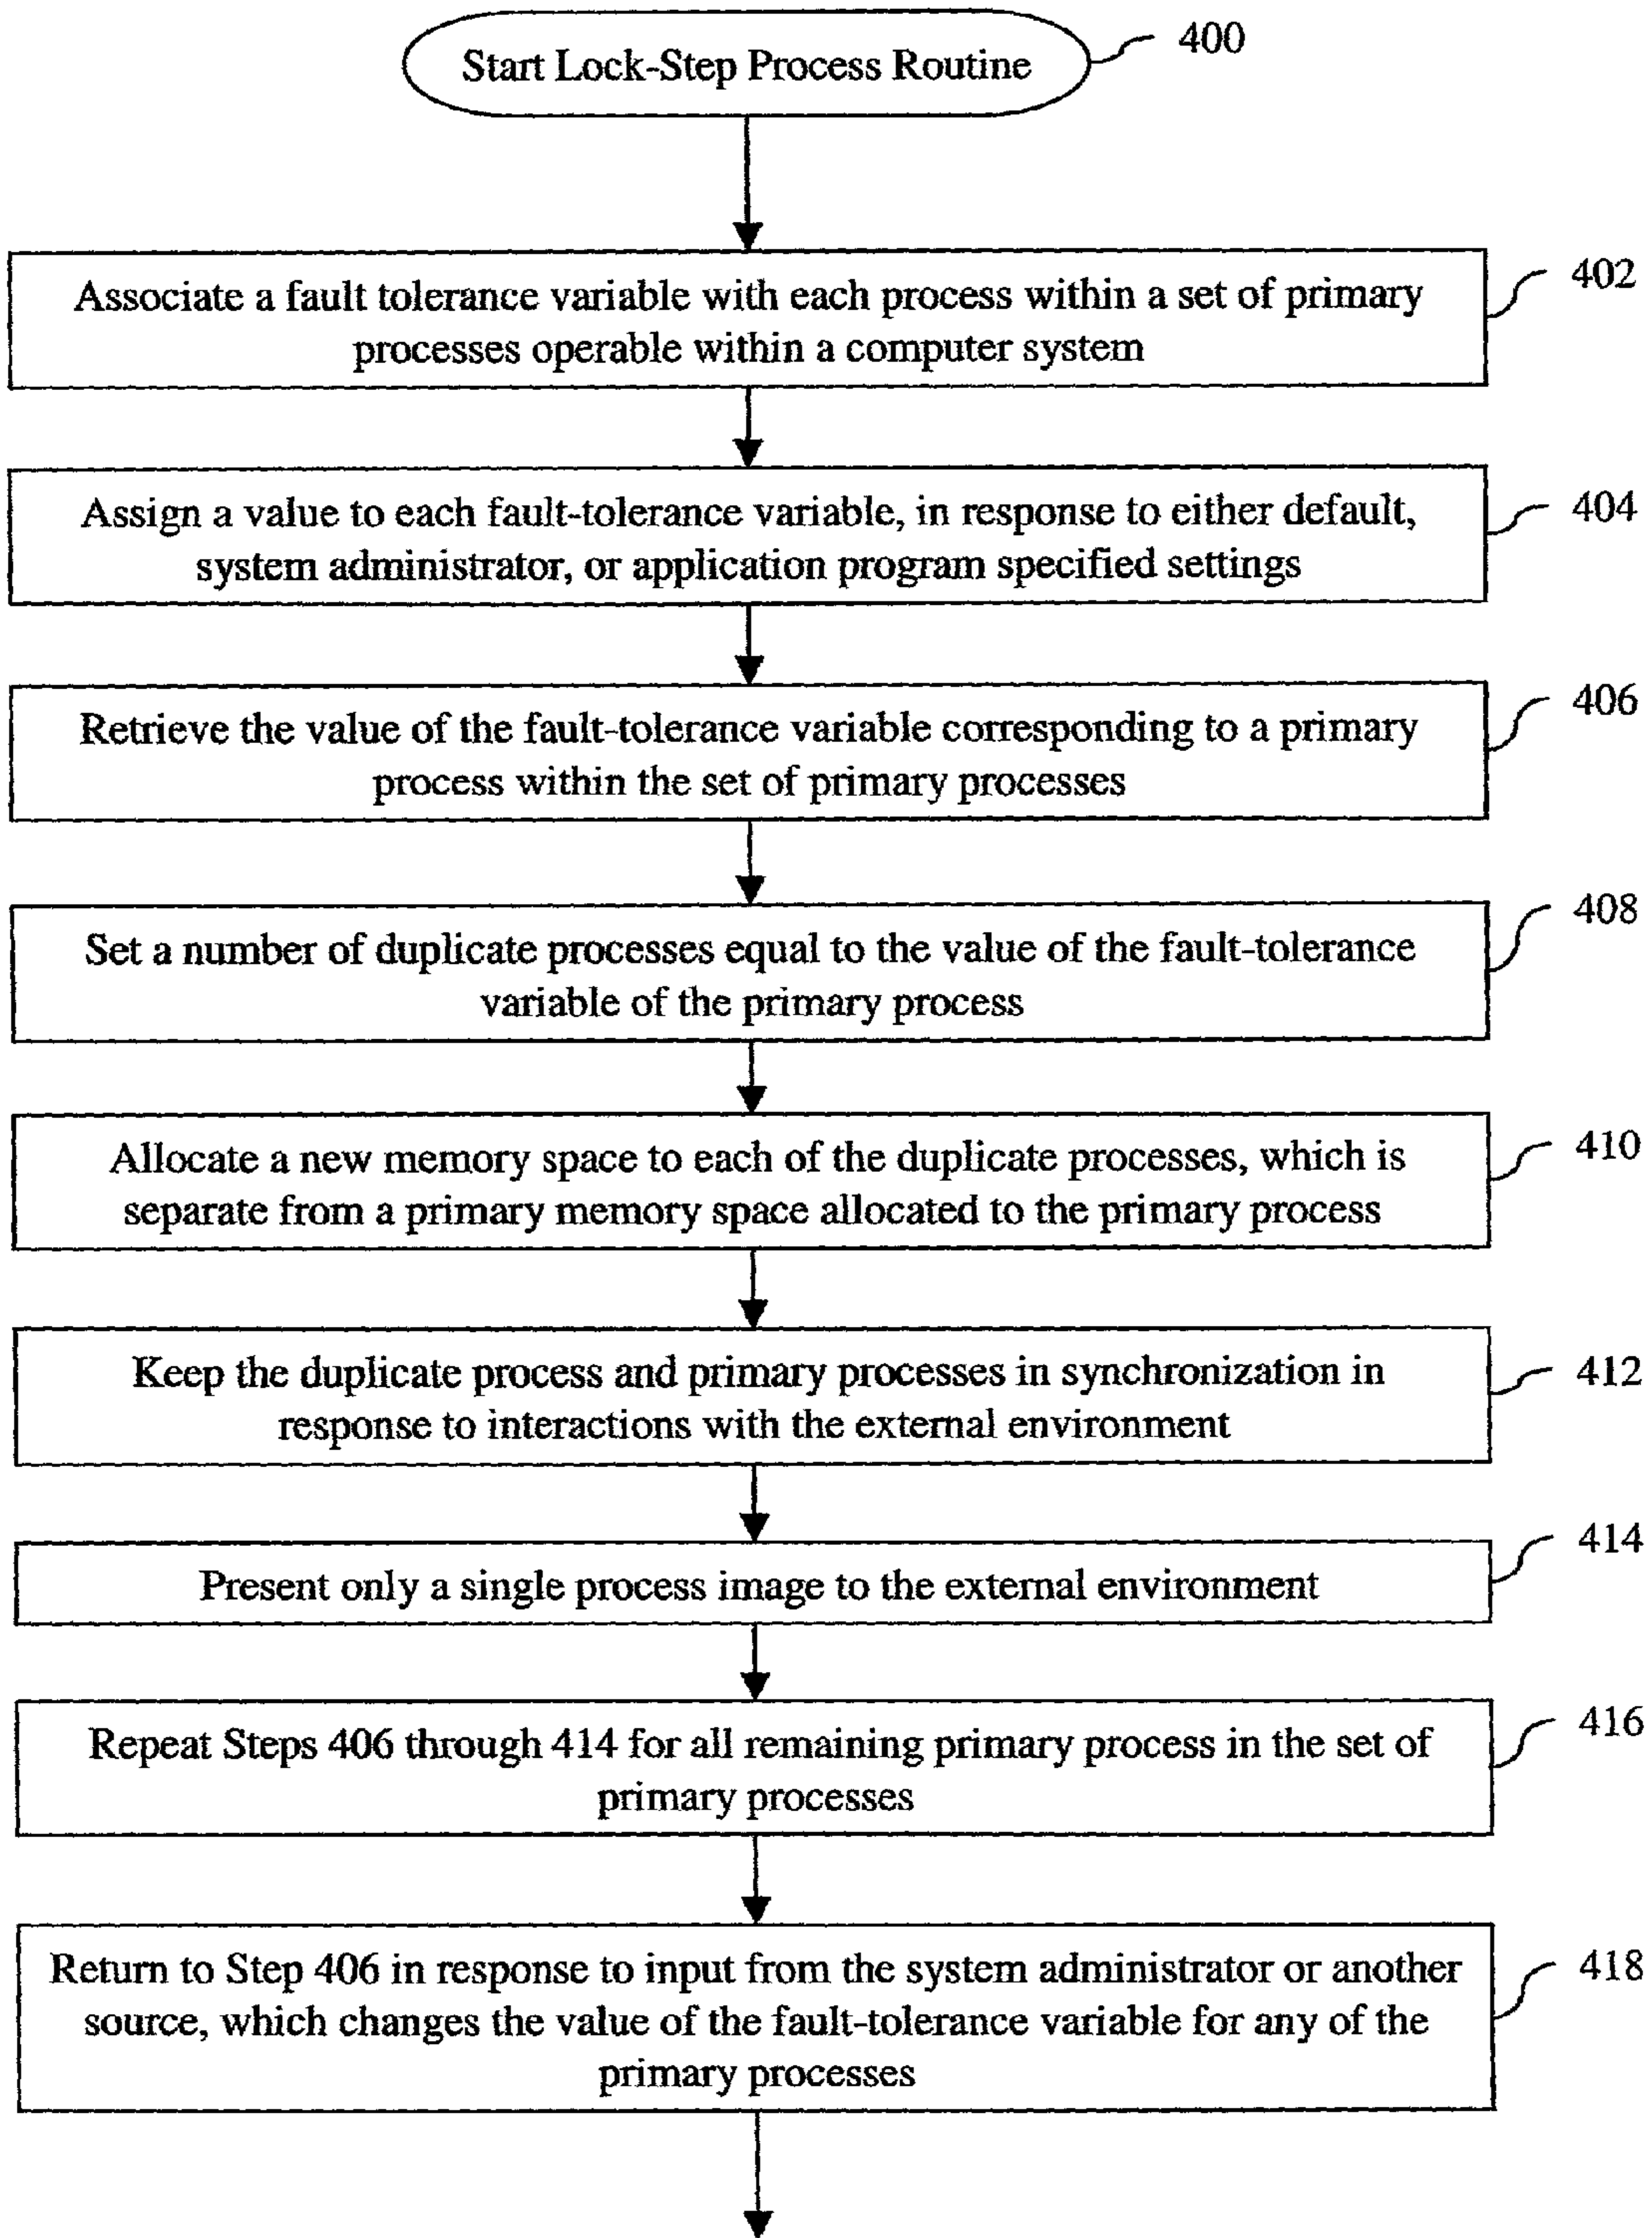 Start Lock-Step Process Routine
400
Associate a fault tolerance variable with each process within a set of primary
processes operable within a computer system
402
Assign a value to each fault-tolerance variable, in response to either default,
system administrator, or application program specified settings
404
Retrieve the value of the fault-tolerance variable corresponding to a primary
process within the set of primary processes
406
Set a number of duplicate processes equal to the value of the fault-tolerance
variable of the primary process
408
Allocate a new memory space to each of the duplicate processes, which is
separate from a primary memory space allocated to the primary process
410
Keep the duplicate process and primary processes in synchronization in
response to interactions with the external environment
412
Present only a single process image to the external environment
414
Repeat Steps 406 through 414 for all remaining primary process in the set of
primary processes
416
Return to Step 406 in response to input from the system administrator or another
source, which changes the value of the fault-tolerance variable for any of the
primary processes
418